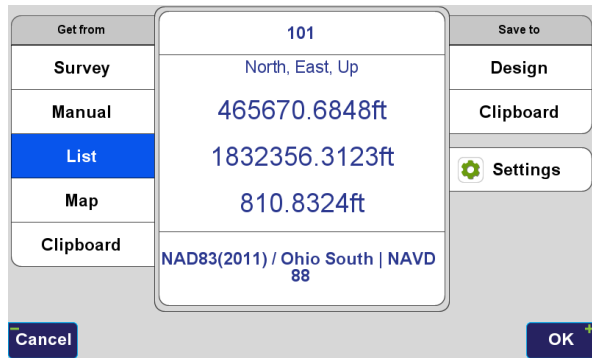 Get from
Survey
Manual
List
Map
Clipboard
101
North, East, Up
465670.6848ft
1832356.3123ft
810.8324ft
NAD83(2011) / Ohio South | NAVD
88
Save to
Design
Clipboard
Settings
Cancel
OK